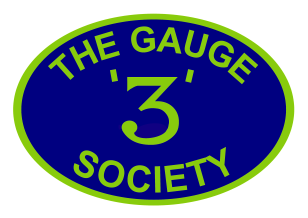 THE GAUGE
'3'
SOCIETY